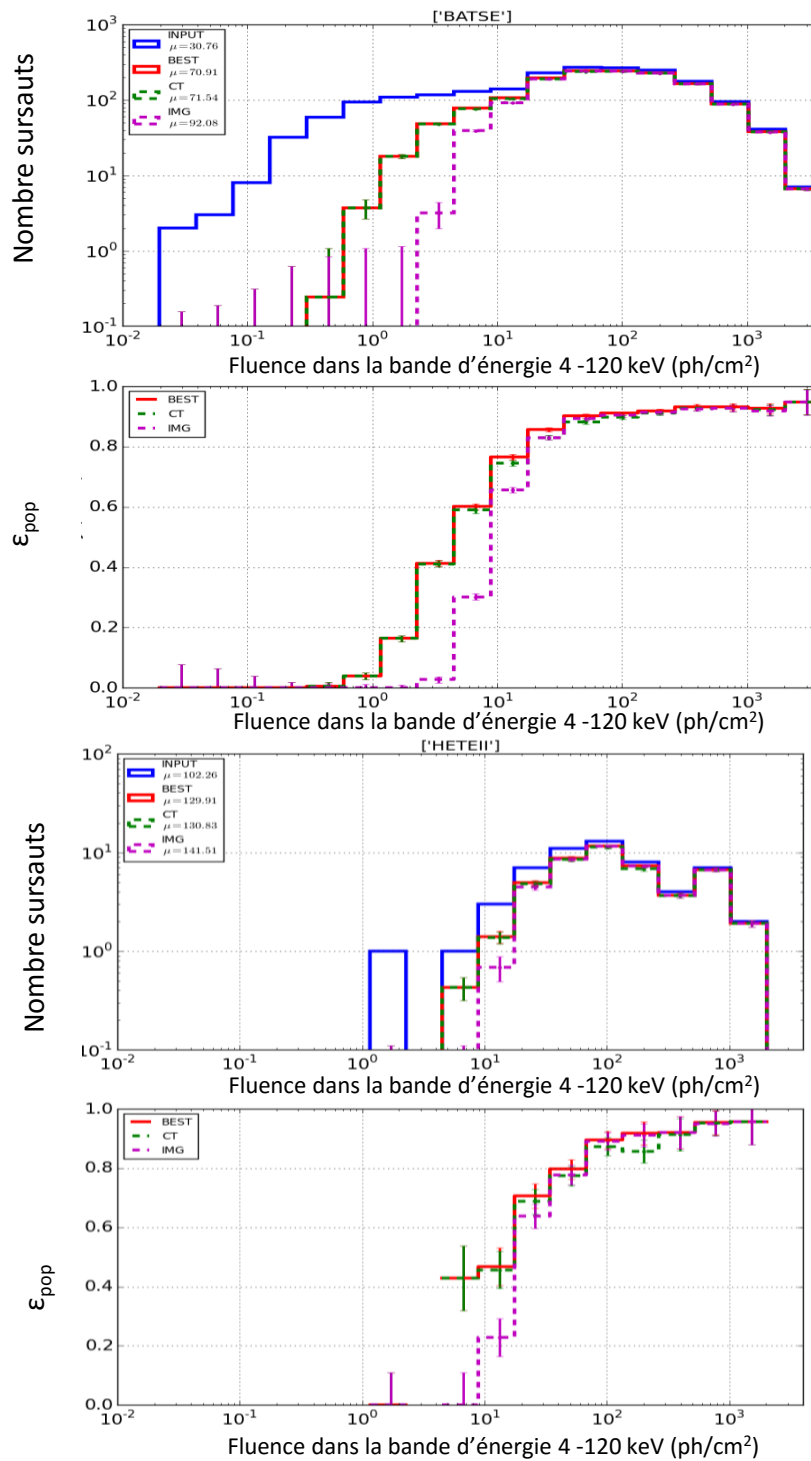 ['BATSE']
Nombre sursauts
10³
10²
10¹
10⁰
10⁻¹
INPUT
μ=30.76
BEST
μ=70.91
CT
μ=71.54
IMG
μ=92.08
10⁻² 10⁻¹ 10⁰ 10¹ 10² 10³
Fluence dans la bande d’énergie 4 -120 keV (ph/cm²)
ε_pop
1.0
0.8
0.6
0.4
0.2
0.0
BEST
CT
IMG
10⁻² 10⁻¹ 10⁰ 10¹ 10² 10³
Fluence dans la bande d’énergie 4 -120 keV (ph/cm²)
['HETEII']
Nombre sursauts
10²
10¹
10⁰
10⁻¹
INPUT
μ=102.26
BEST
μ=129.91
CT
μ=130.83
IMG
μ=141.51
10⁻² 10⁻¹ 10⁰ 10¹ 10² 10³
Fluence dans la bande d’énergie 4 -120 keV (ph/cm²)
ε_pop
1.0
0.8
0.6
0.4
0.2
0.0
BEST
CT
IMG
10⁻² 10⁻¹ 10⁰ 10¹ 10² 10³
Fluence dans la bande d’énergie 4 -120 keV (ph/cm²)